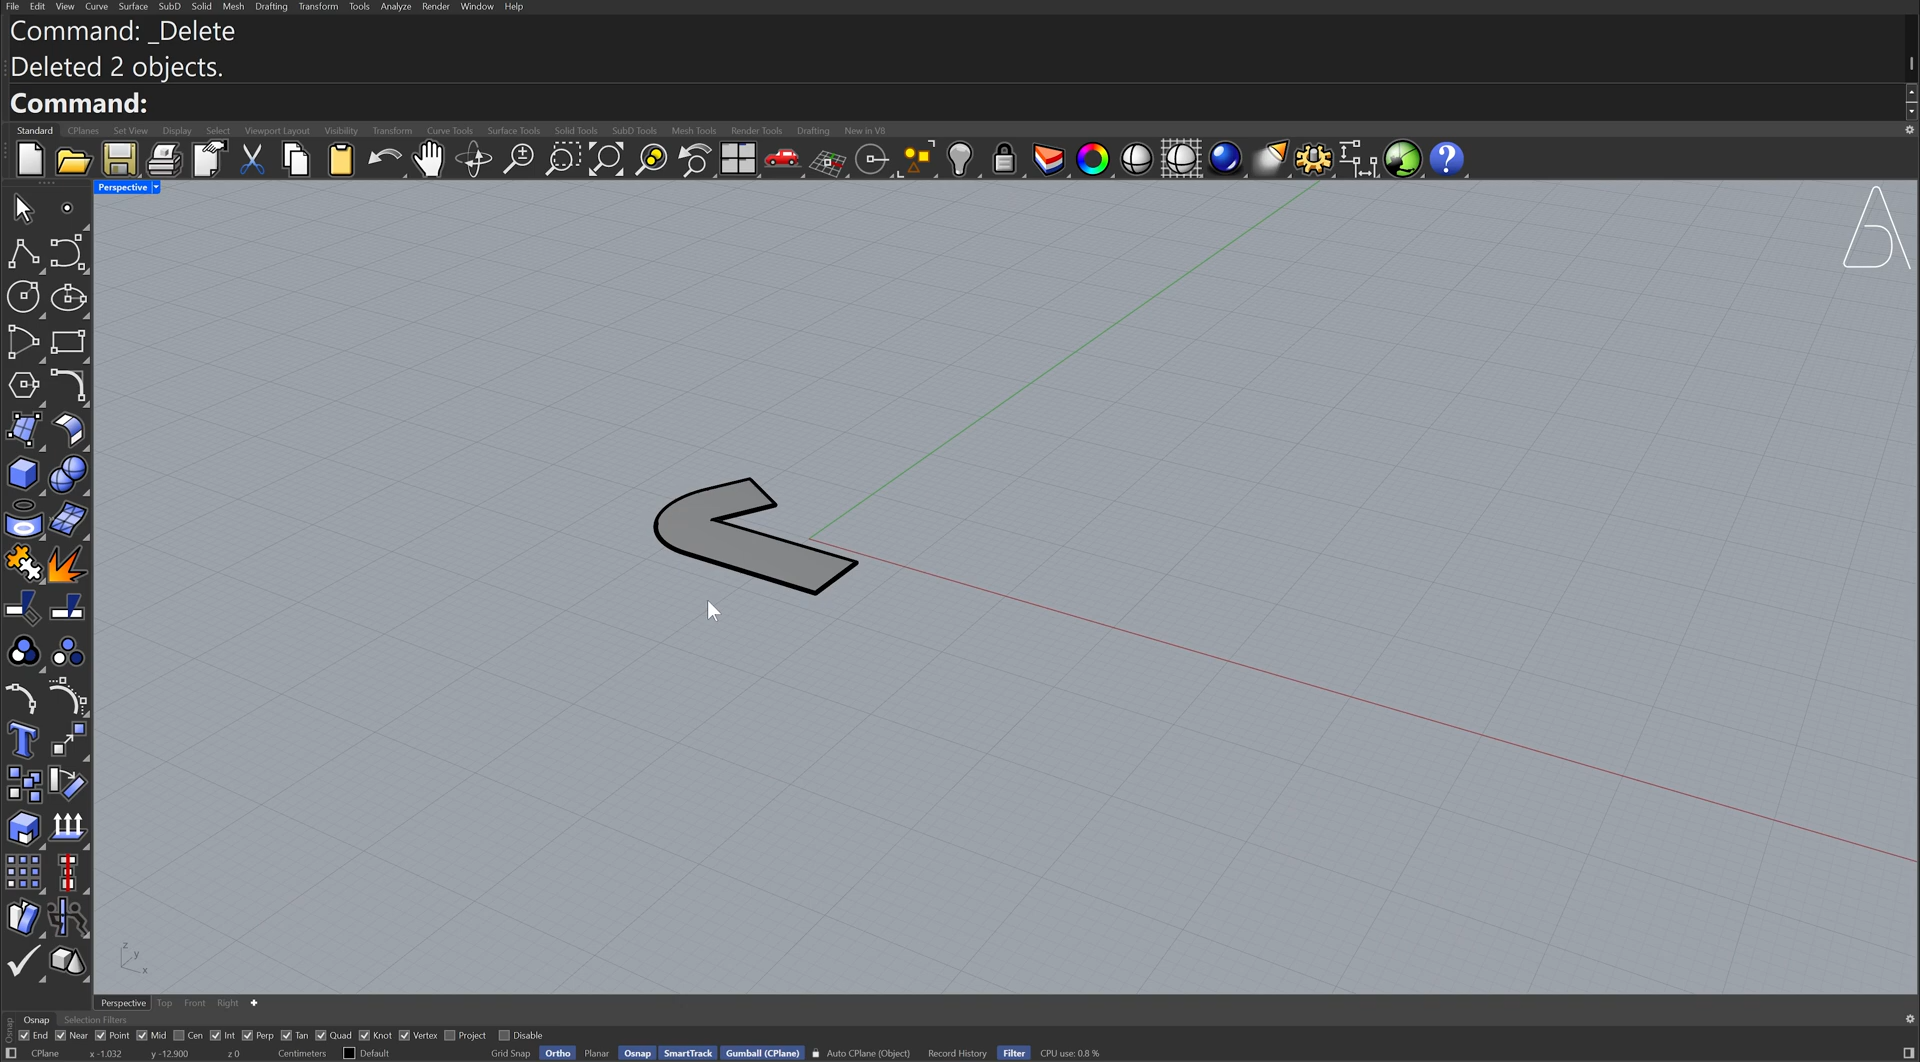 File Edit View Curve Surface SubD Solid Mesh Drafting Transform Tools Analyze Render Window Help
Command: _Delete
Deleted 2 objects.
Command:
Standard CPlanes Set View Display Select Viewport Layout Visibility Transform Curve Tools Surface Tools Solid Tools SubD Tools Mesh Tools Render Tools Drafting New in V8
Perspective
z
y
x
Perspective Top Front Right
Osnap Selection Filters
Osnap
End Near Point Mid Cen Int Perp Tan Quad Knot Vertex Project Disable
CPlane x -1.032 y -12.900 z 0 Centimeters Default Grid Snap Ortho Planar Osnap SmartTrack Gumball (CPlane) Auto CPlane (Object) Record History Filter CPU use: 0.8 %